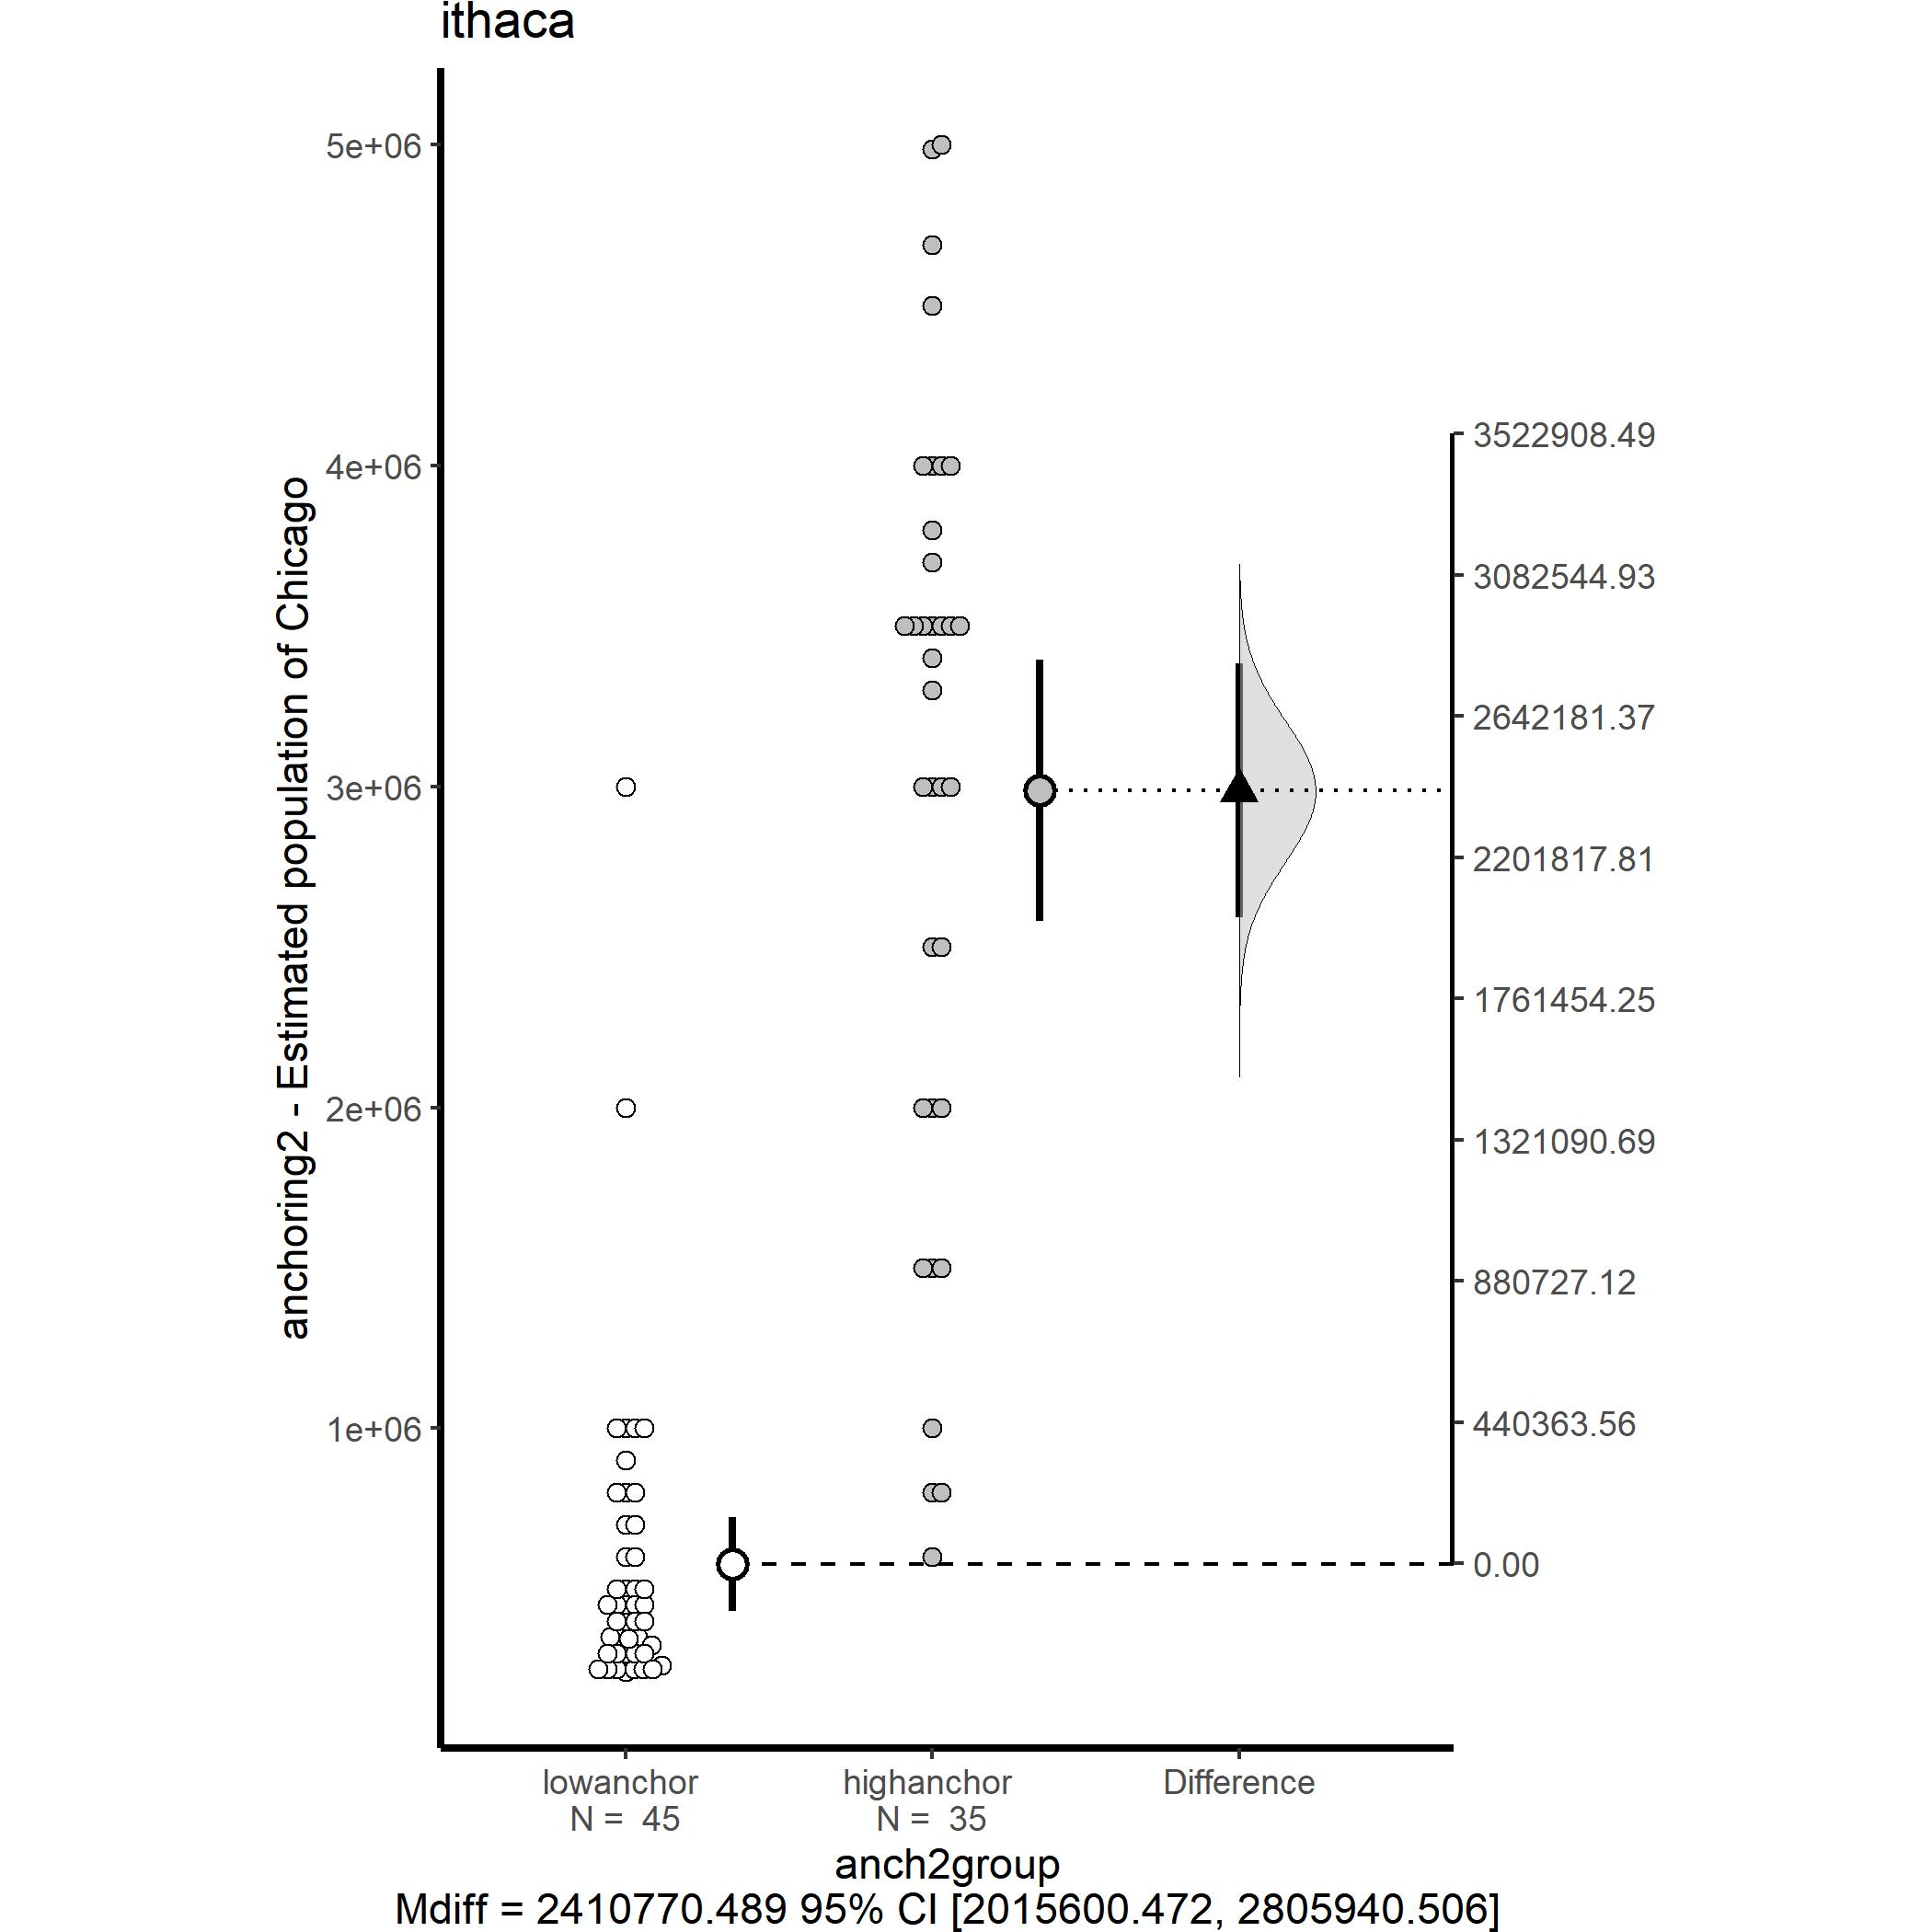 ithaca
anchoring2 - Estimated population of Chicago
5e+06
4e+06
3e+06
2e+06
1e+06
3522908.49
3082544.93
2642181.37
2201817.81
1761454.25
1321090.69
880727.12
440363.56
0.00
lowanchor
N =  45
highanchor
N =  35
Difference
anch2group
Mdiff = 2410770.489 95% CI [2015600.472, 2805940.506]